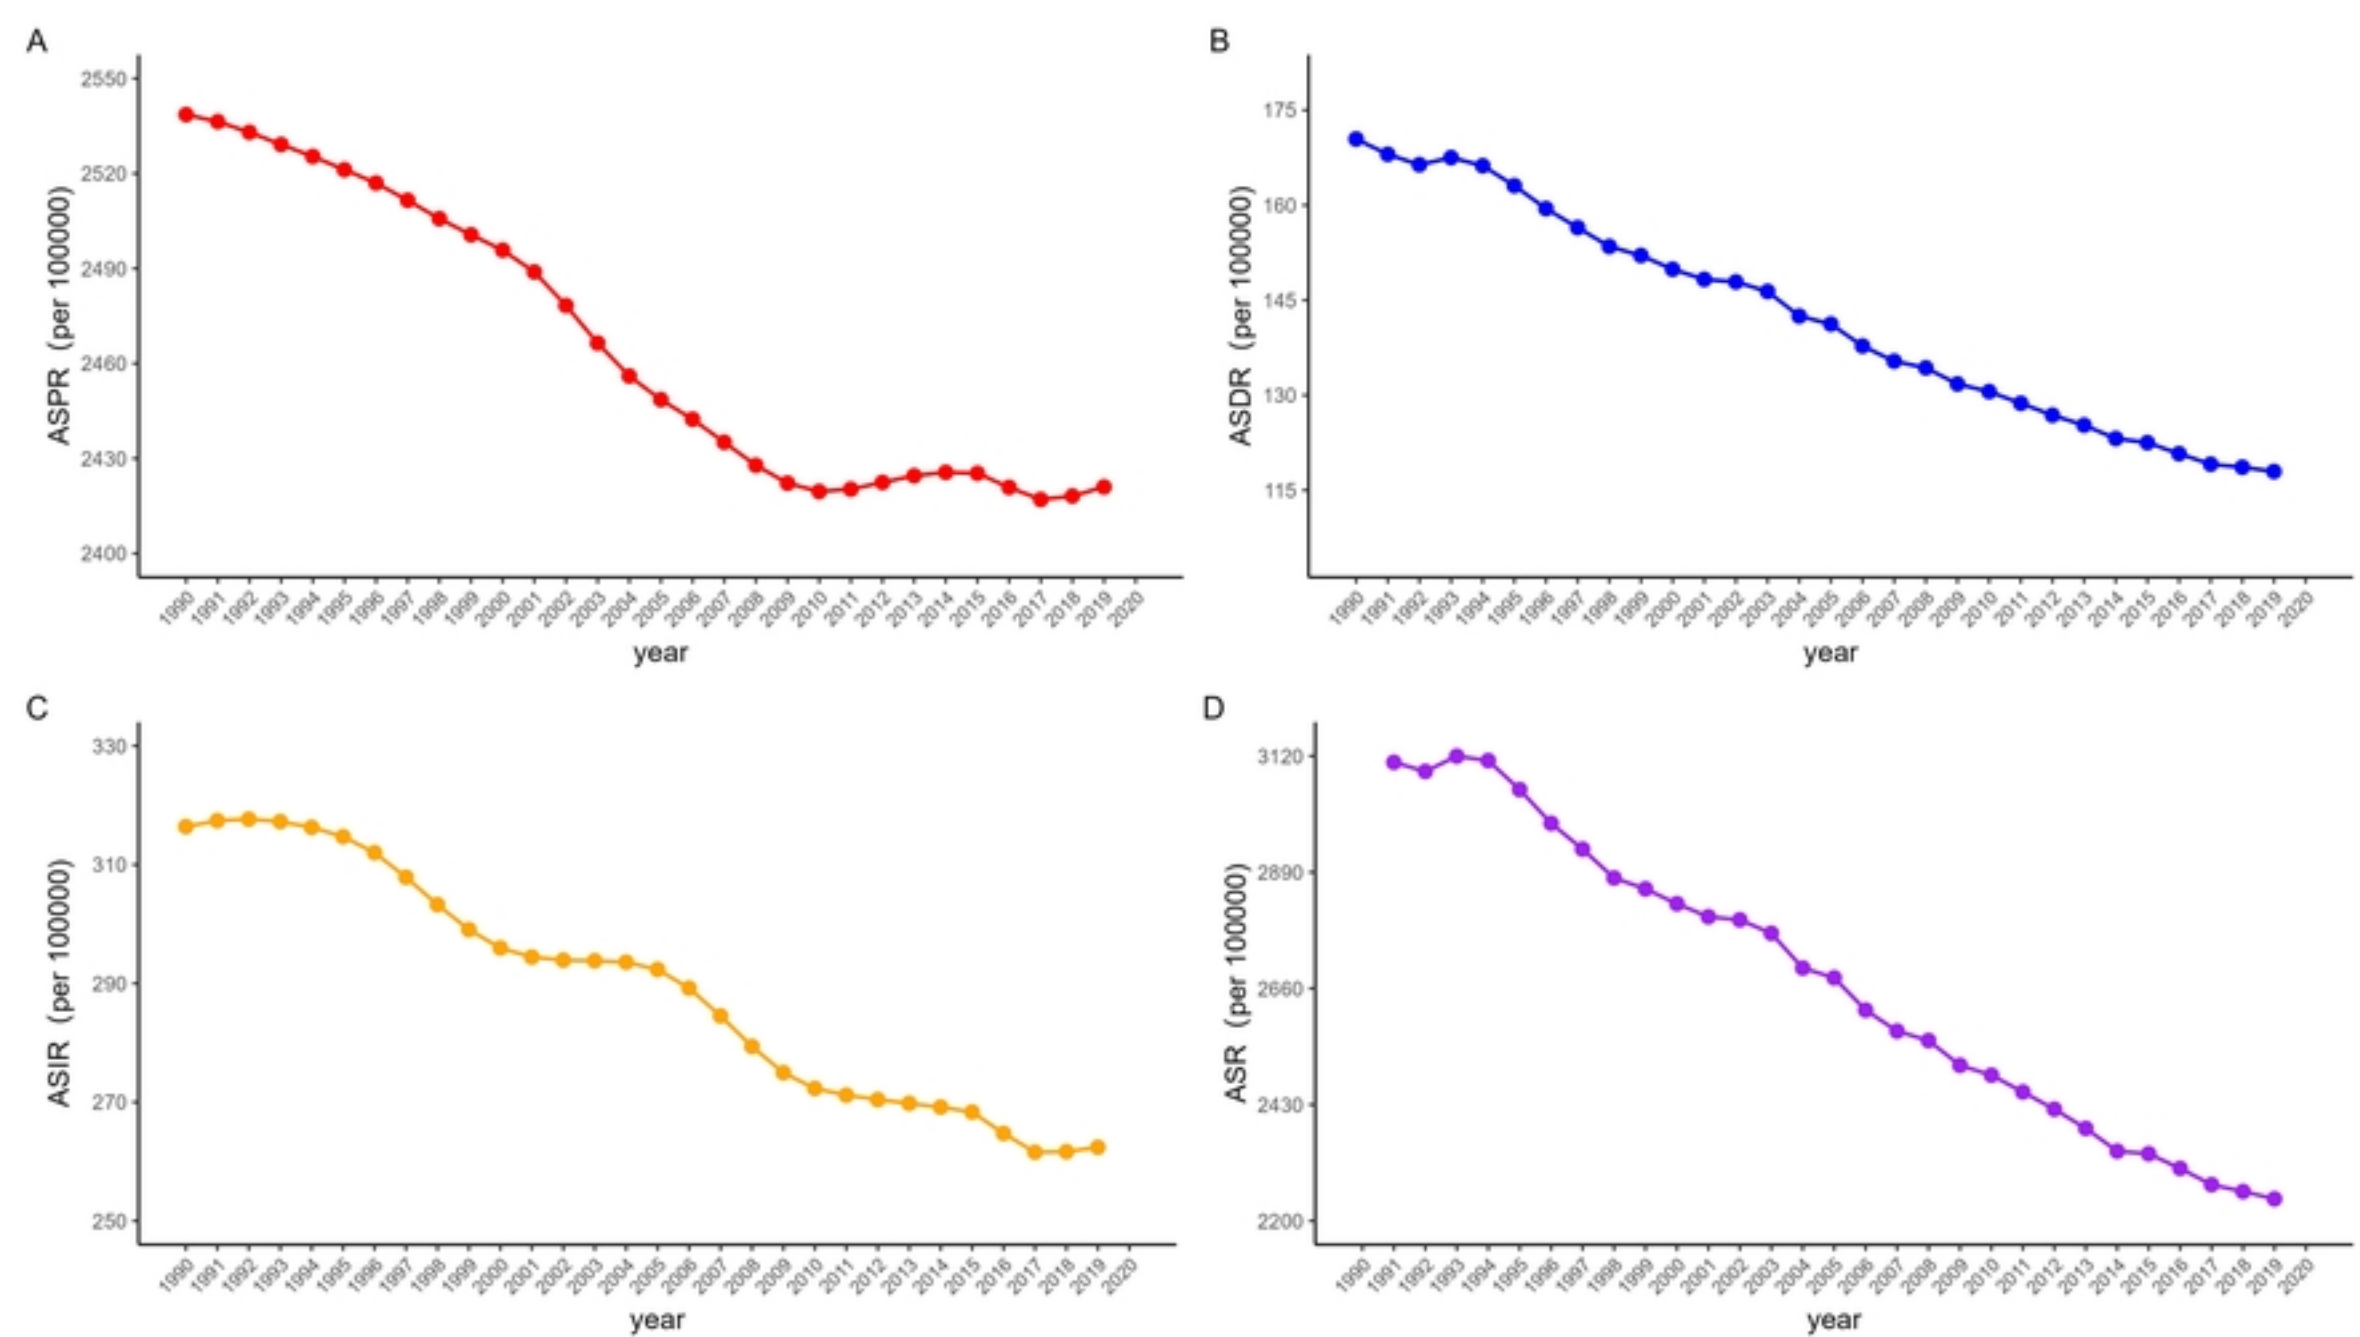 A
ASPR (per 100000)
2550
2520
2490
2460
2430
2400
1990 1991 1992 1993 1994 1995 1996 1997 1998 1999 2000 2001 2002 2003 2004 2005 2006 2007 2008 2009 2010 2011 2012 2013 2014 2015 2016 2017 2018 2019 2020
year
B
ASDR (per 100000)
175
160
145
130
115
1990 1991 1992 1993 1994 1995 1996 1997 1998 1999 2000 2001 2002 2003 2004 2005 2006 2007 2008 2009 2010 2011 2012 2013 2014 2015 2016 2017 2018 2019 2020
year
C
ASIR (per 100000)
330
310
290
270
250
1990 1991 1992 1993 1994 1995 1996 1997 1998 1999 2000 2001 2002 2003 2004 2005 2006 2007 2008 2009 2010 2011 2012 2013 2014 2015 2016 2017 2018 2019 2020
year
D
ASR (per 100000)
3120
2890
2660
2430
2200
1990 1991 1992 1993 1994 1995 1996 1997 1998 1999 2000 2001 2002 2003 2004 2005 2006 2007 2008 2009 2010 2011 2012 2013 2014 2015 2016 2017 2018 2019 2020
year